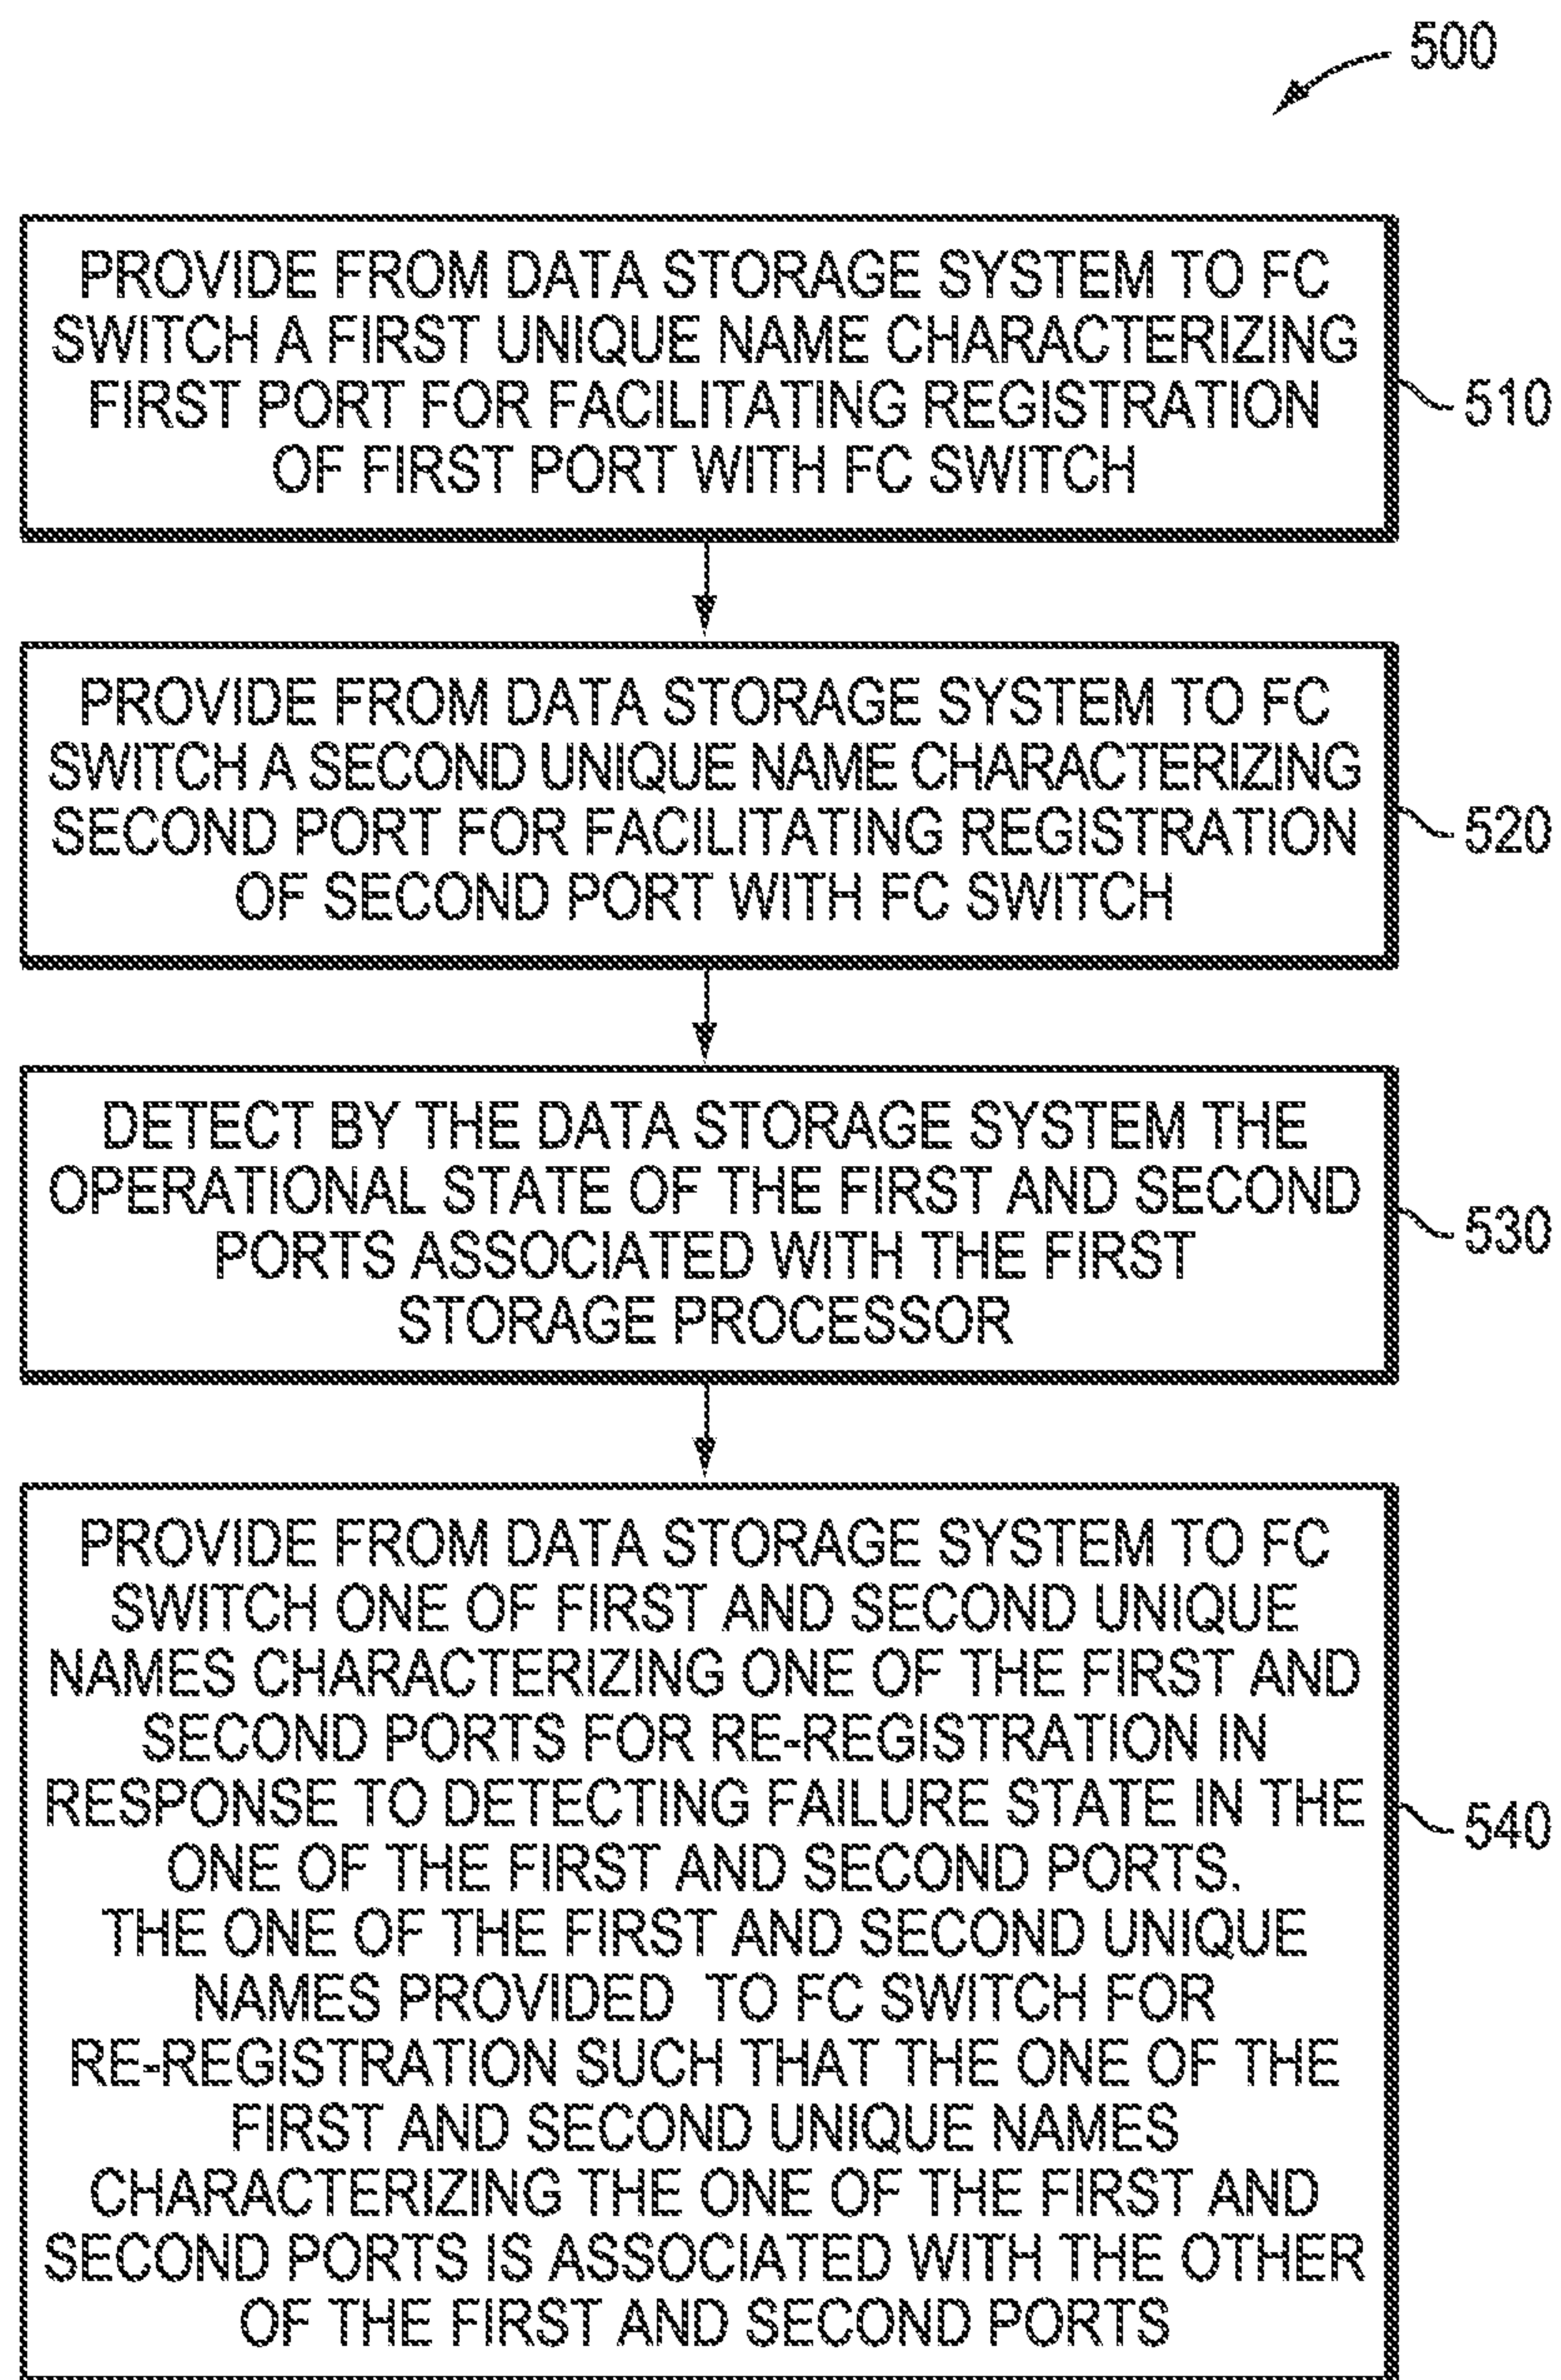 500
PROVIDE FROM DATA STORAGE SYSTEM TO FC
SWITCH A FIRST UNIQUE NAME CHARACTERIZING
FIRST PORT FOR FACILITATING REGISTRATION
OF FIRST PORT WITH FC SWITCH
510
PROVIDE FROM DATA STORAGE SYSTEM TO FC
SWITCH A SECOND UNIQUE NAME CHARACTERIZING
SECOND PORT FOR FACILITATING REGISTRATION
OF SECOND PORT WITH FC SWITCH
520
DETECT BY THE DATA STORAGE SYSTEM THE
OPERATIONAL STATE OF THE FIRST AND SECOND
PORTS ASSOCIATED WITH THE FIRST
STORAGE PROCESSOR
530
PROVIDE FROM DATA STORAGE SYSTEM TO FC
SWITCH ONE OF FIRST AND SECOND UNIQUE
NAMES CHARACTERIZING ONE OF THE FIRST AND
SECOND PORTS FOR RE-REGISTRATION IN
RESPONSE TO DETECTING FAILURE STATE IN THE
ONE OF THE FIRST AND SECOND PORTS.
THE ONE OF THE FIRST AND SECOND UNIQUE
NAMES PROVIDED TO FC SWITCH FOR
RE-REGISTRATION SUCH THAT THE ONE OF THE
FIRST AND SECOND UNIQUE NAMES
CHARACTERIZING THE ONE OF THE FIRST AND
SECOND PORTS IS ASSOCIATED WITH THE OTHER
OF THE FIRST AND SECOND PORTS
540